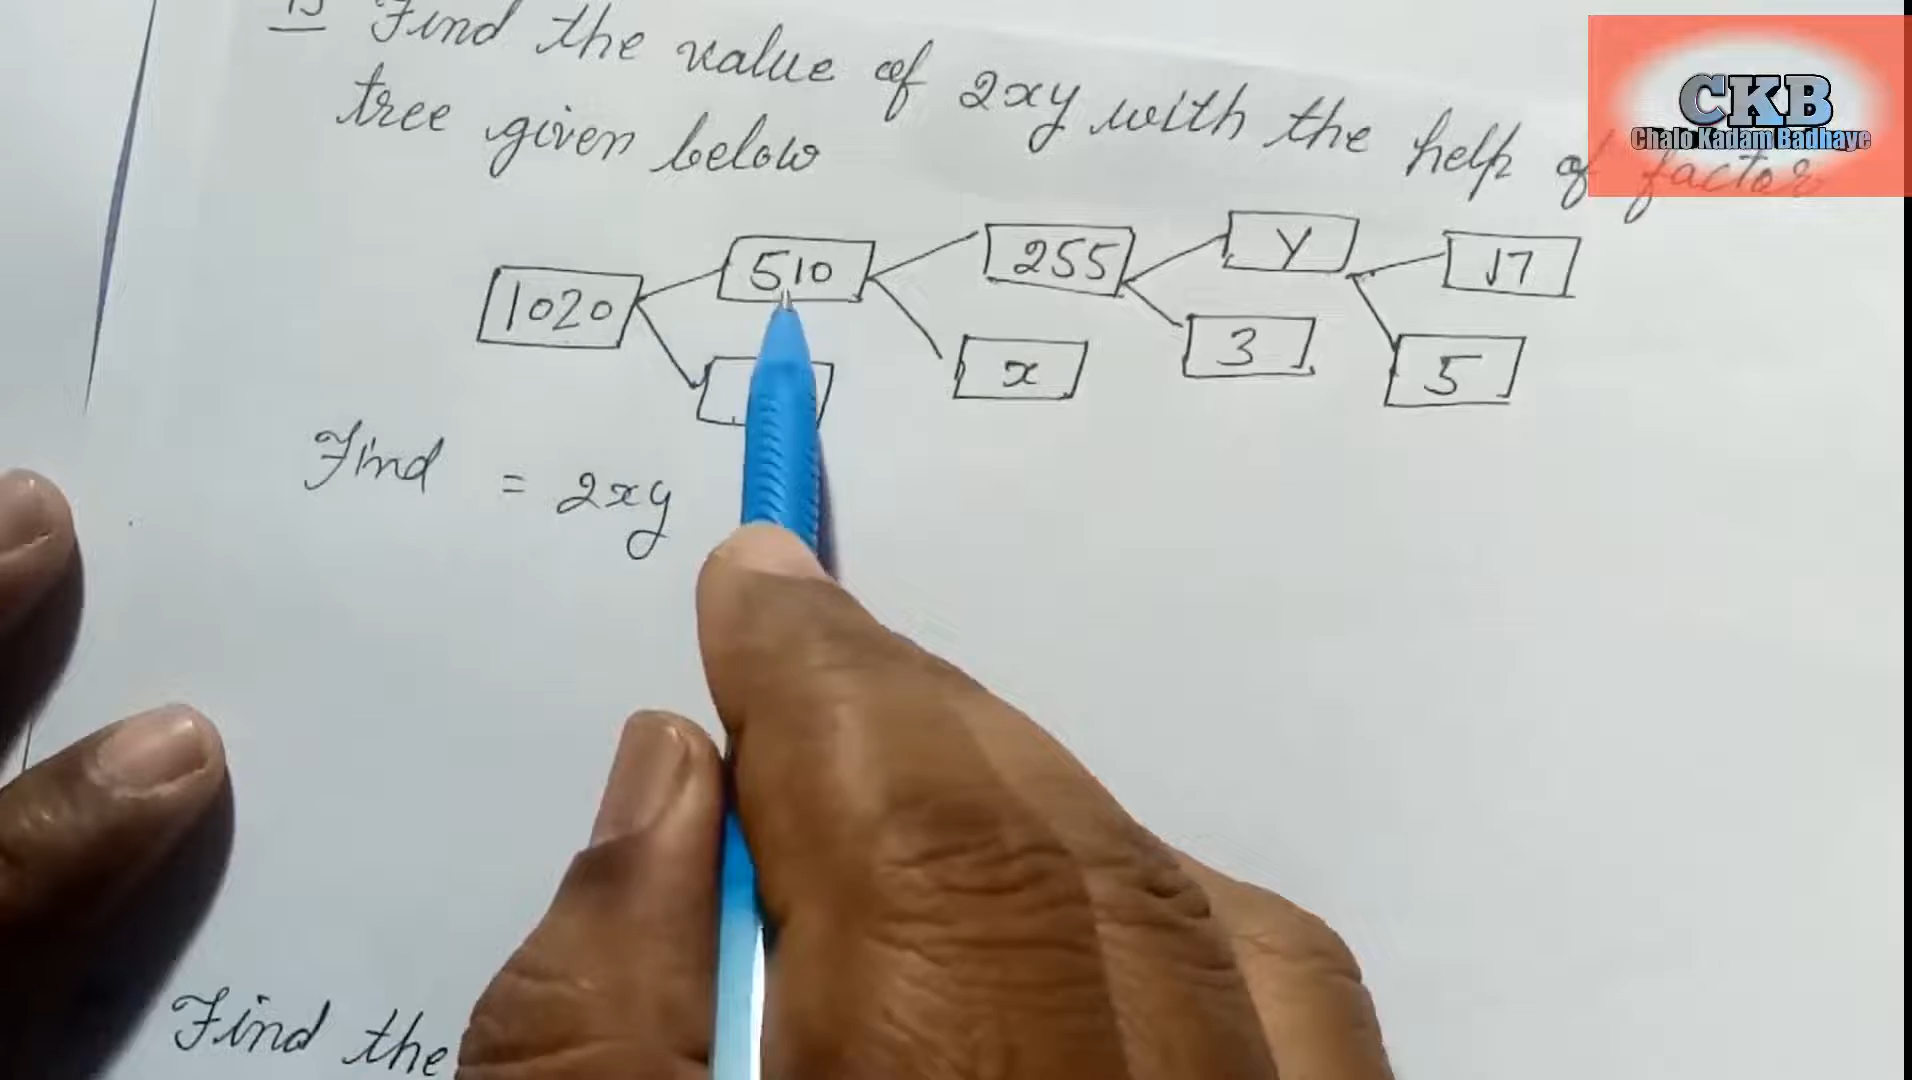 13 Find the value of 2xy with the help of factor
tree given below
1020
510
255
y
17
x
3
5
Find = 2xy
Find the
CKB
Chalo Kadam Badhaye